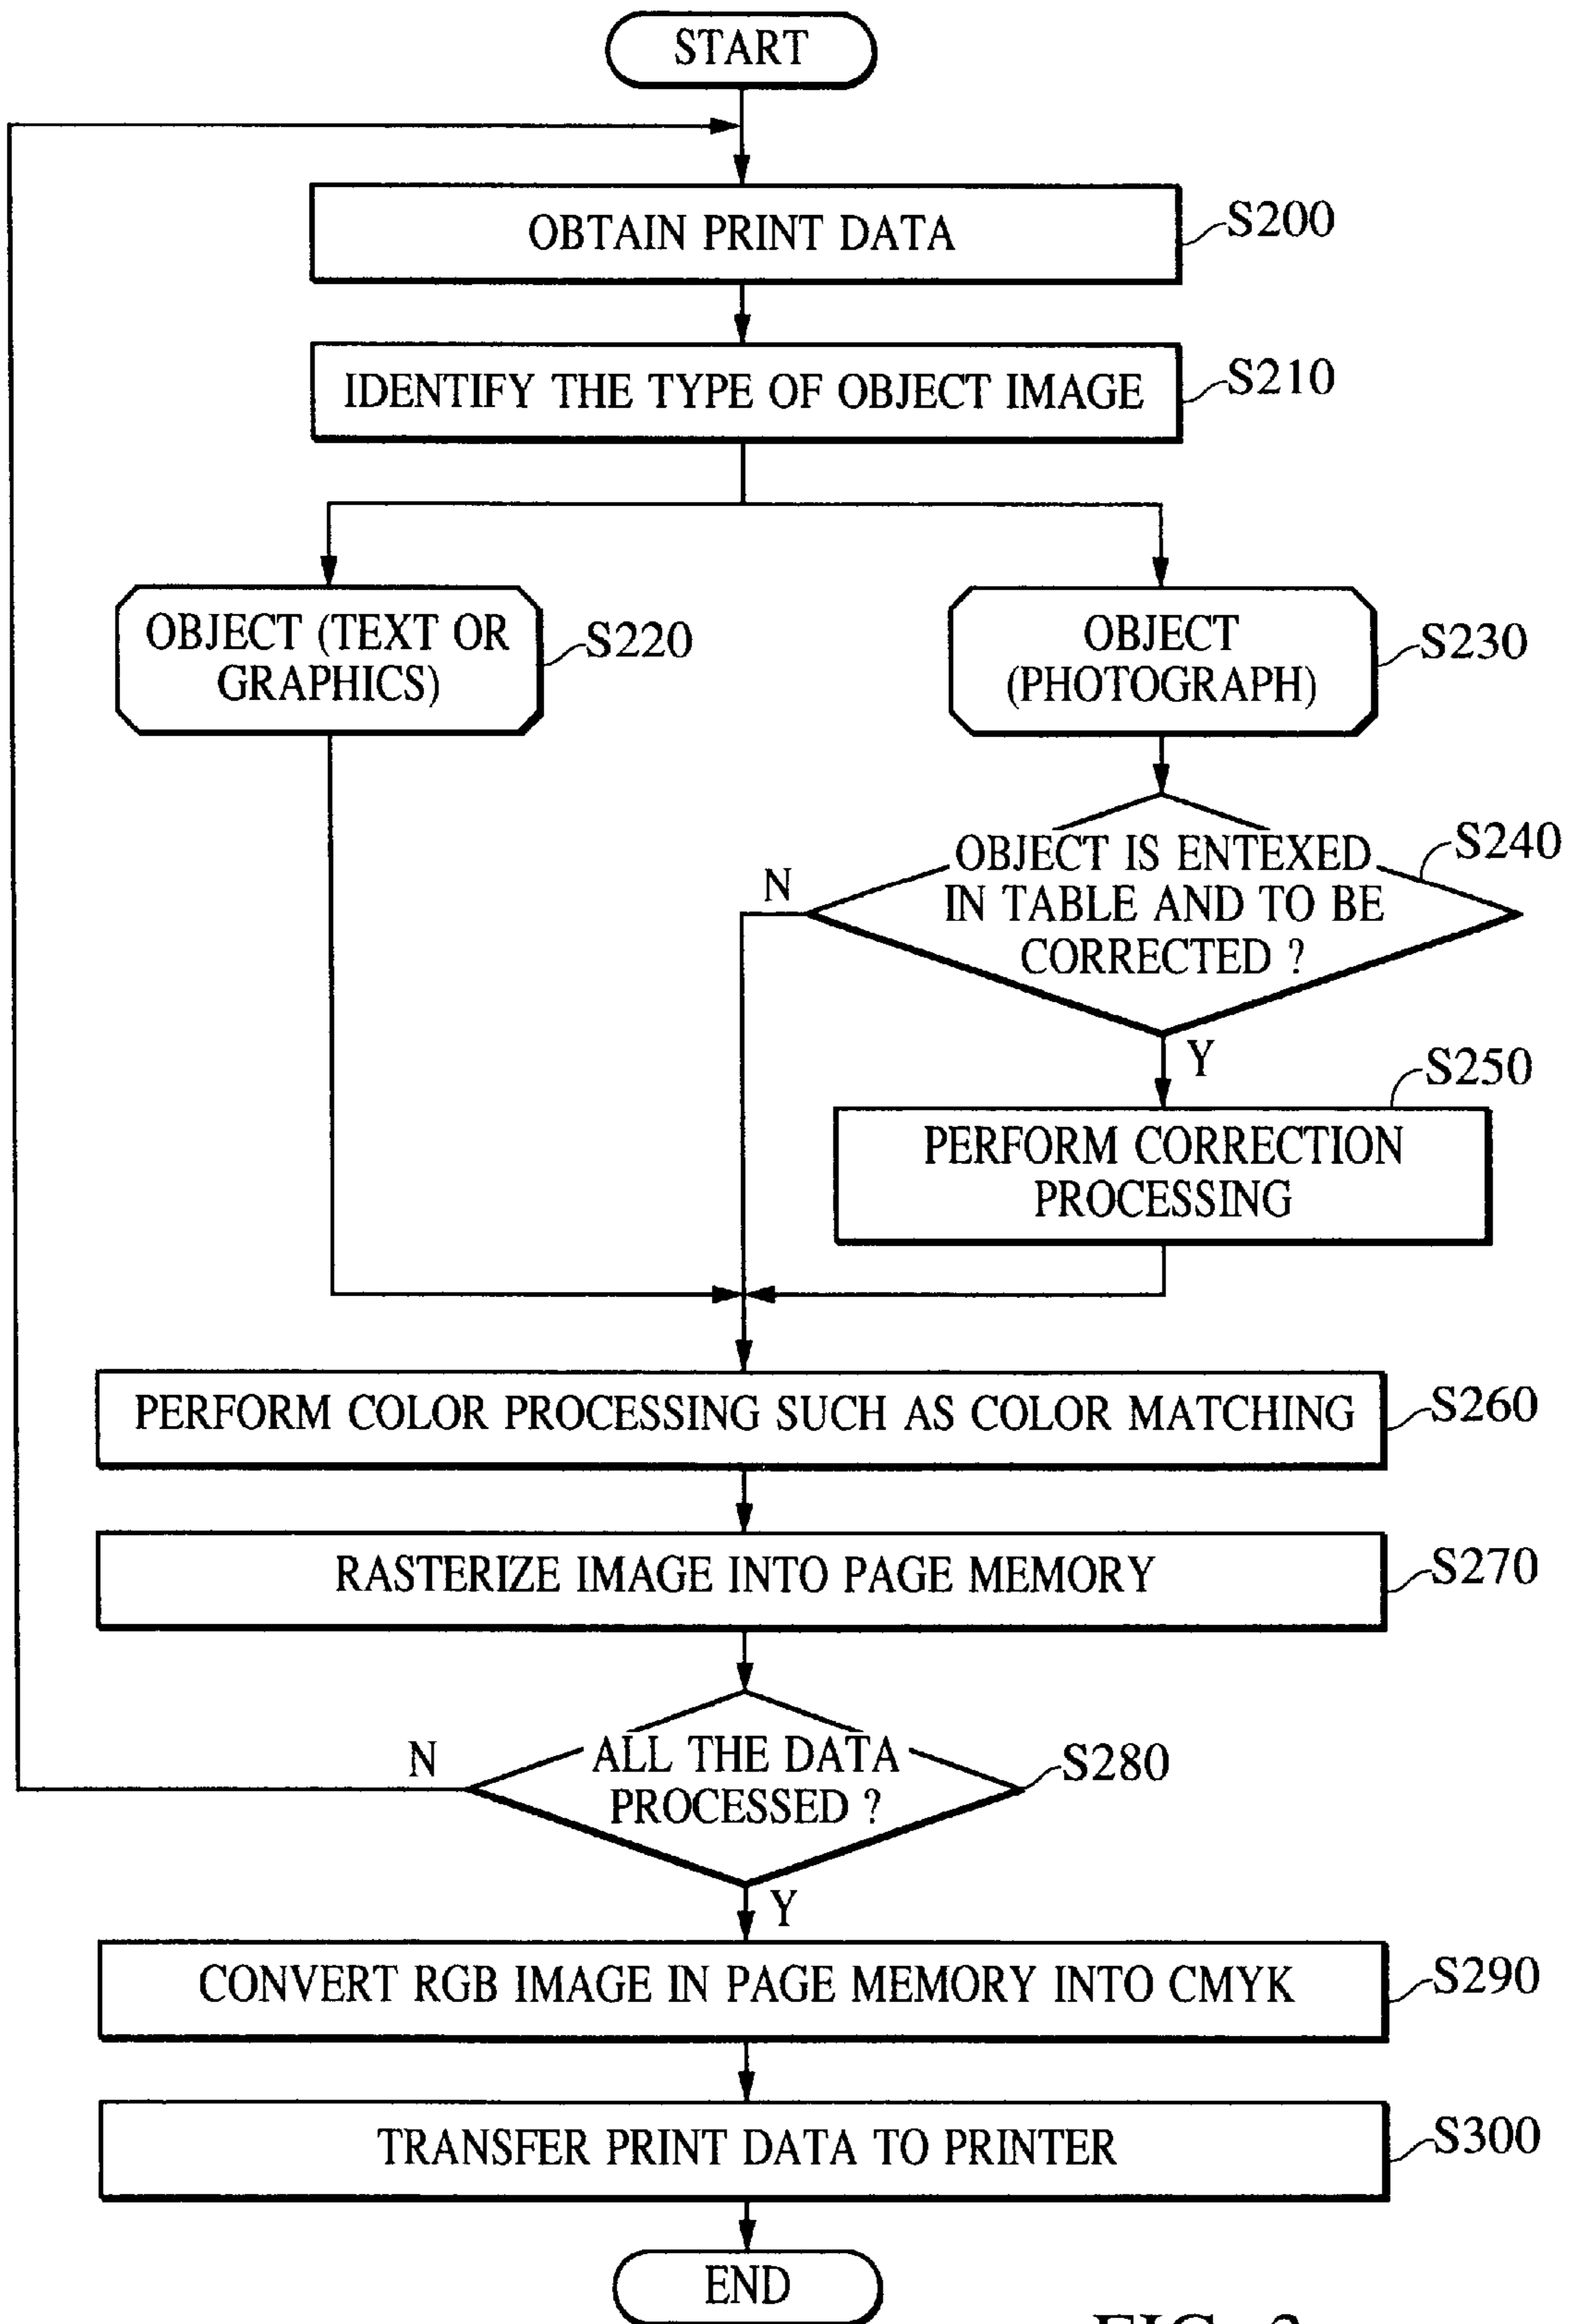 START
OBTAIN PRINT DATA
S200
IDENTIFY THE TYPE OF OBJECT IMAGE
S210
OBJECT (TEXT OR
GRAPHICS)
S220
OBJECT
(PHOTOGRAPH)
S230
OBJECT IS ENTEXED
IN TABLE AND TO BE
CORRECTED ?
S240
N
Y
S250
PERFORM CORRECTION
PROCESSING
PERFORM COLOR PROCESSING SUCH AS COLOR MATCHING
S260
RASTERIZE IMAGE INTO PAGE MEMORY
S270
N
ALL THE DATA
PROCESSED ?
S280
Y
CONVERT RGB IMAGE IN PAGE MEMORY INTO CMYK
S290
TRANSFER PRINT DATA TO PRINTER
S300
END